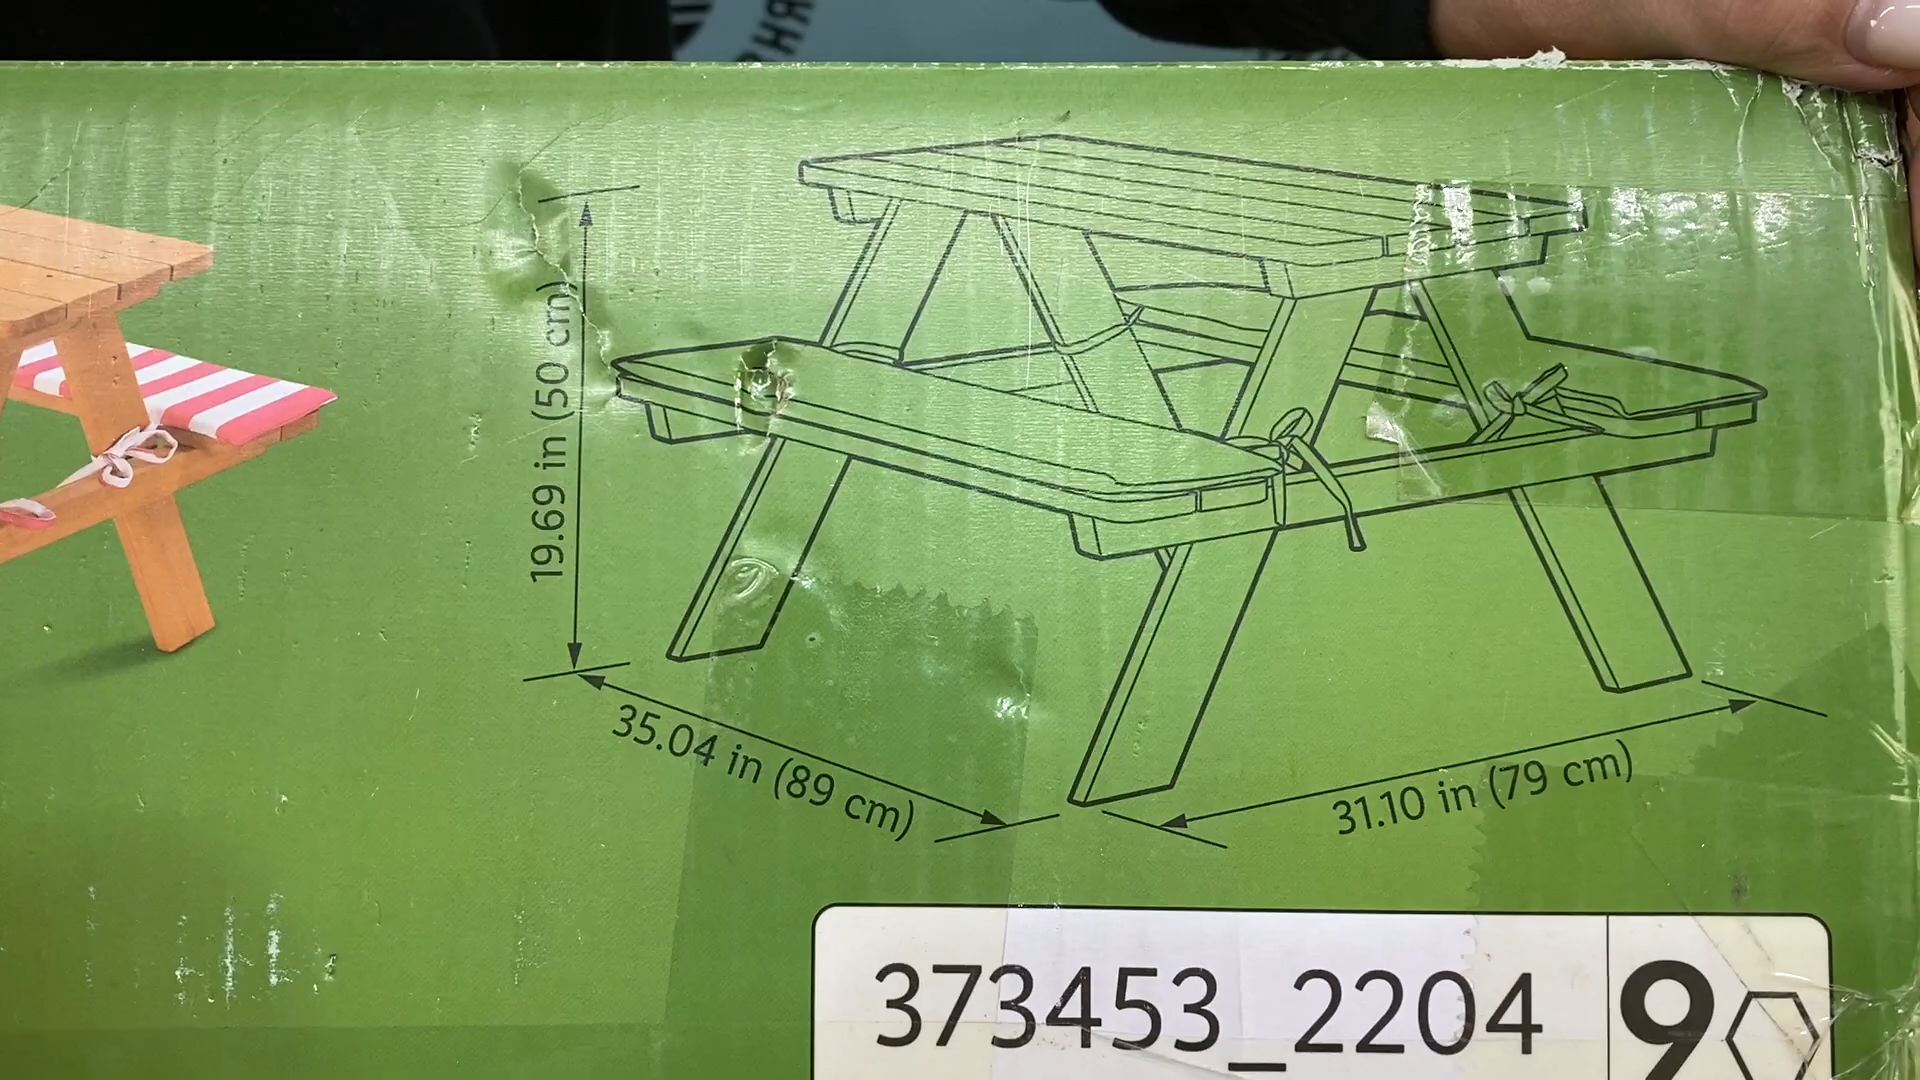 19.69 in (50 cm)
35.04 in (89 cm)
31.10 in (79 cm)
373453_2204
9